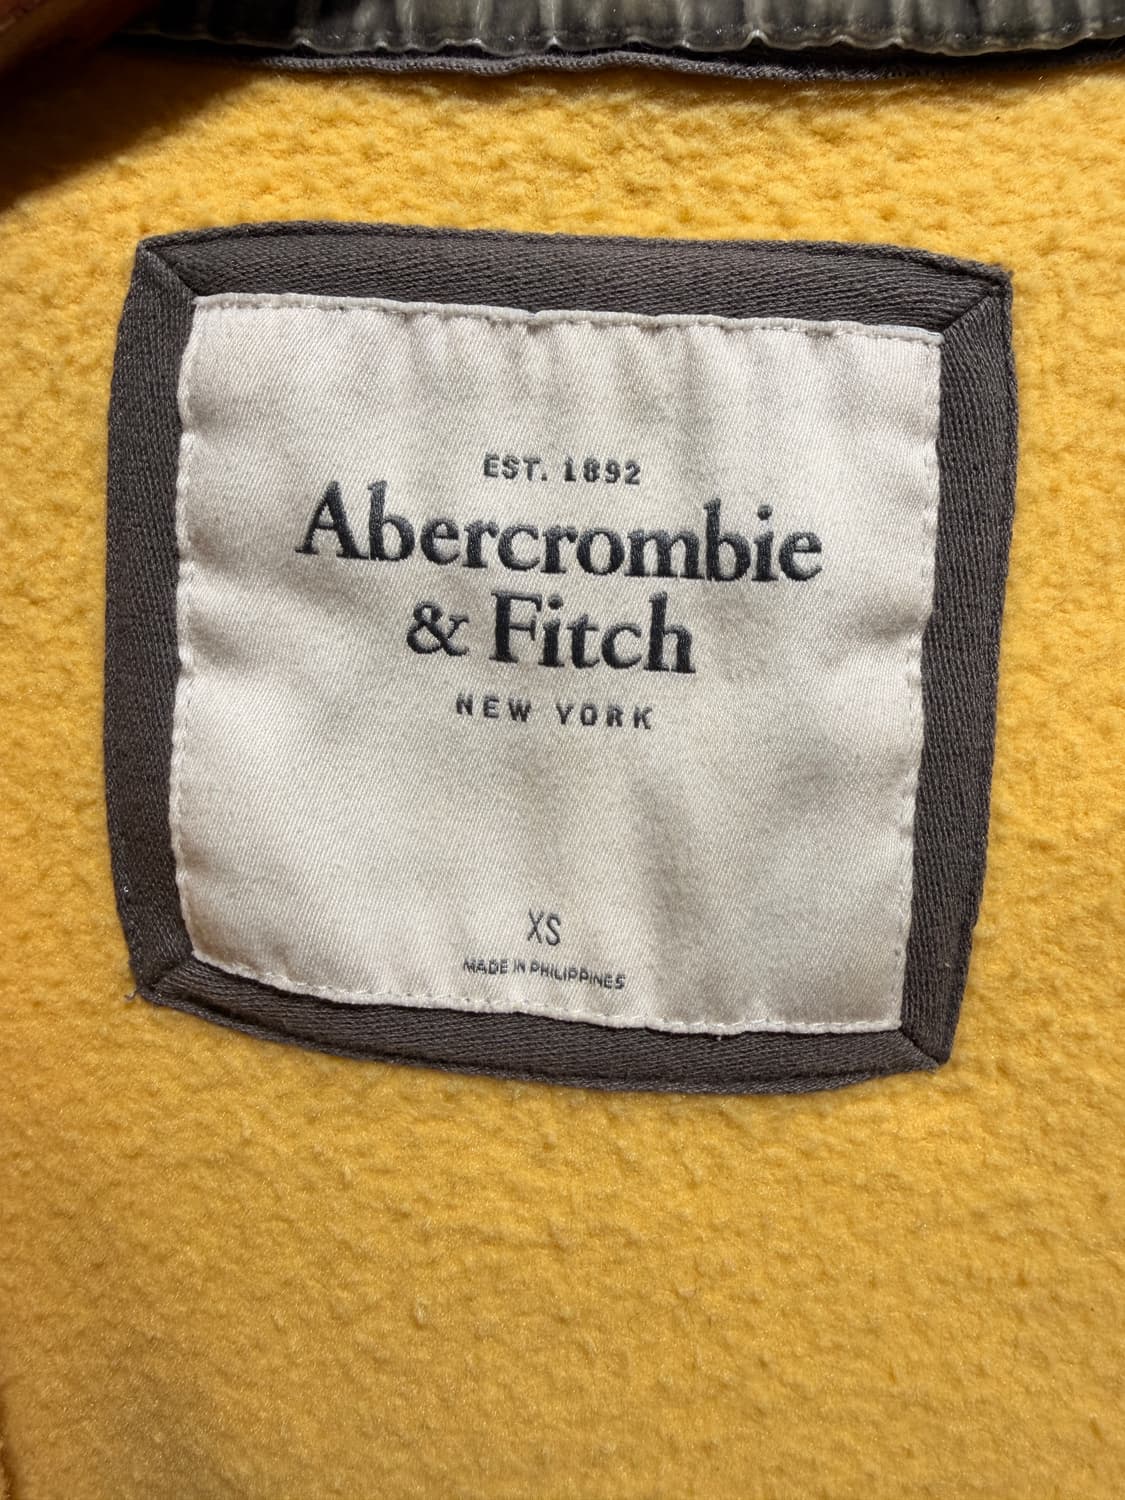 EST. 1892
Abercrombie
& Fitch
NEW YORK
XS
MADE IN PHILIPPINES